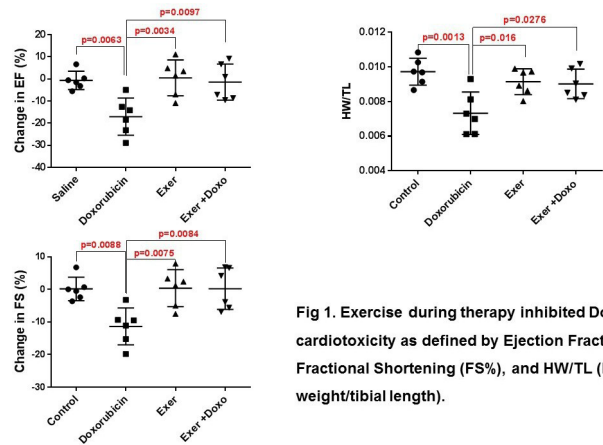 p=0.0097
p=0.0063
p=0.0034
20
10
0
-10
-20
-30
-40
Change in EF (%)
Saline
Doxorubicin
Exer
Exer +Doxo
p=0.0276
p=0.0013
p=0.016
0.012
0.010
0.008
0.006
0.004
HW/TL
Control
Doxorubicin
Exer
Exer +Doxo
p=0.0084
p=0.0088
p=0.0075
10
0
-10
-20
-30
Change in FS (%)
Control
Doxorubicin
Exer
Exer+Doxo
Fig 1. Exercise during therapy inhibited
cardiotoxicity as defined by Ejection
Fractional Shortening (FS%), and HW/TL
weight/tibial length).